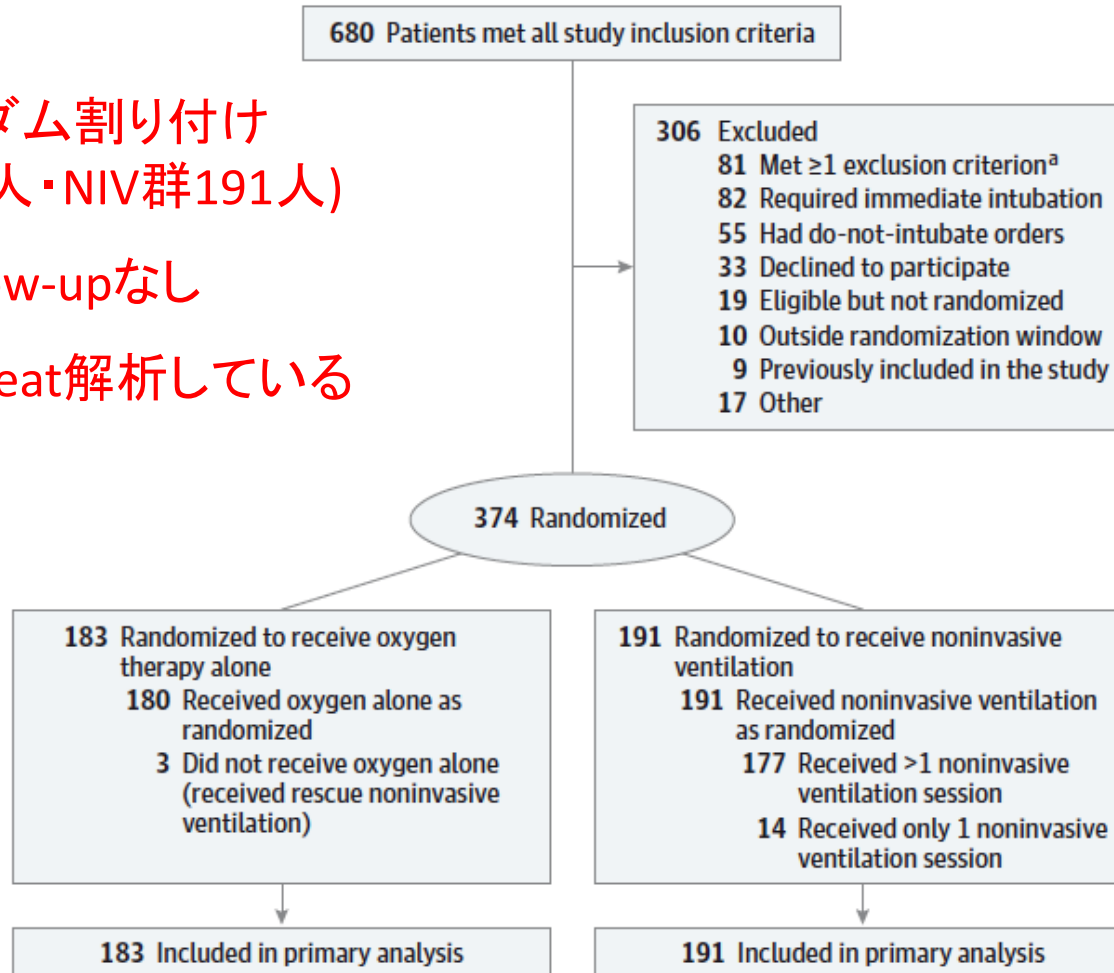 680 Patients met all study inclusion criteria
ダム割り付け
人・NIV群191人)
ow-upなし
eat解析している
306 Excluded
81 Met ≥1 exclusion criterionᵃ
82 Required immediate intubation
55 Had do-not-intubate orders
33 Declined to participate
19 Eligible but not randomized
10 Outside randomization window
9 Previously included in the study
17 Other
374 Randomized
183 Randomized to receive oxygen
therapy alone
180 Received oxygen alone as
randomized
3 Did not receive oxygen alone
(received rescue noninvasive
ventilation)
191 Randomized to receive noninvasive
ventilation
191 Received noninvasive ventilation
as randomized
177 Received >1 noninvasive
ventilation session
14 Received only 1 noninvasive
ventilation session
183 Included in primary analysis
191 Included in primary analysis